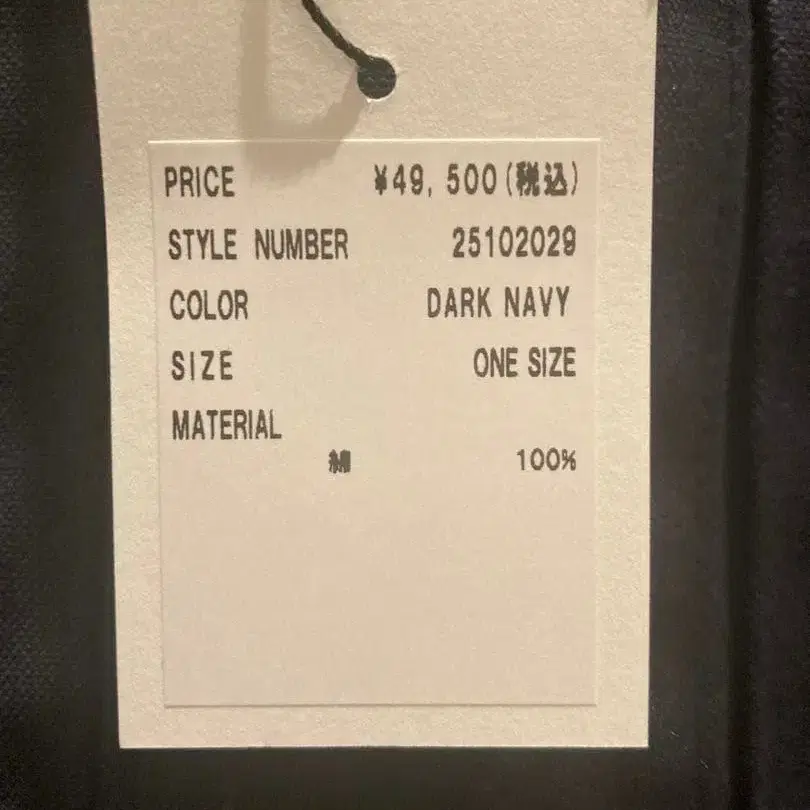 PRICE ¥49,500(税込)
STYLE NUMBER 25102029
COLOR DARK NAVY
SIZE ONE SIZE
MATERIAL
綿 100%